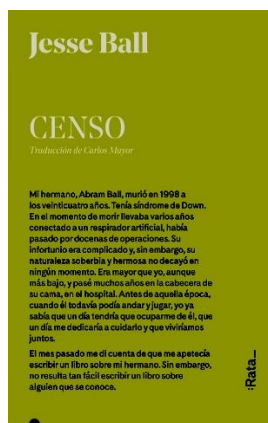 Jesse Ball
CENSO
Traducción de Carlos Mayor
Mi hermano, Abram Ball, murió en 1998 a
los veinticuatro años. Tenía síndrome de Down.
En el momento de morir llevaba varios años
conectado a un respirador artificial, había
pasado por docenas de operaciones. Su
infortunio era complicado y, sin embargo, su
naturaleza soberbia y hermosa no decayó en
ningún momento. Era mayor que yo, aunque
más bajo, y pasé muchos años en la cabecera de
su cama, en el hospital. Antes de aquella época,
cuando él todavía podía andar y jugar, yo ya
sabía que un día tendría que ocuparme de él, que
un día me dedicaría a cuidarlo y que viviríamos
juntos.
El mes pasado me di cuenta de que me apetecía
escribir un libro sobre mi hermano. Sin embargo,
no resulta tan fácil escribir un libro sobre
alguien que se conoce.
:Rata_